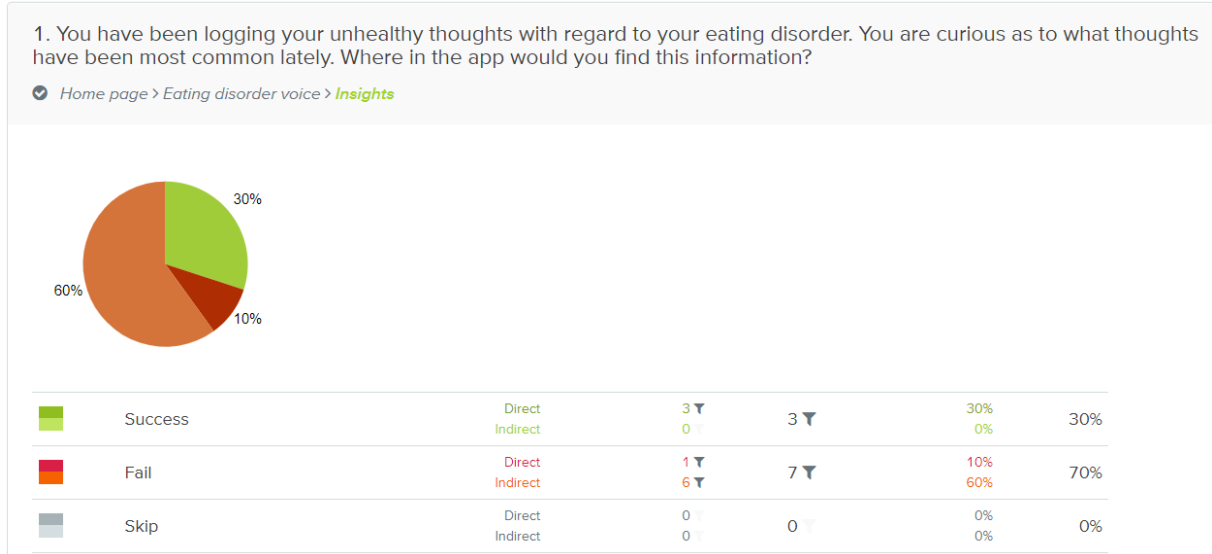 1. You have been logging your unhealthy thoughts with regard to your eating disorder. You are curious as to what thoughts
have been most common lately. Where in the app would you find this information?
Home page > Eating disorder voice > Insights
30%
60%
10%
Success Direct 3 3 30% 30%
Indirect 0 0%
Fail Direct 1 7 10% 70%
Indirect 6 60%
Skip Direct 0 0 0% 0%
Indirect 0 0%